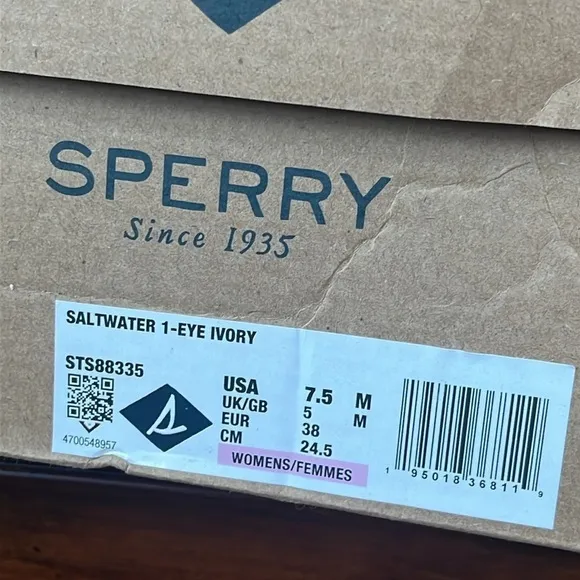 SPERRY
Since 1935
SALTWATER 1-EYE IVORY
STS88335
4700548957
USA 7.5 M
UK/GB 5 M
EUR 38
CM 24.5
WOMENS/FEMMES
1 95018 36811 9